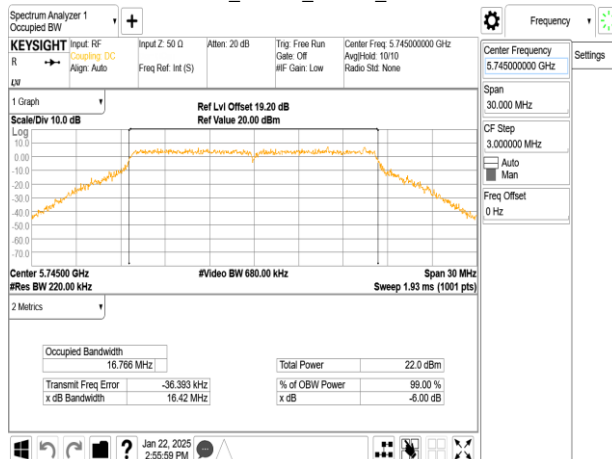 Spectrum Analyzer 1
Occupied BW
Frequency
KEYSIGHT
R
Input: RF
Coupling: DC
Align: Auto
Input Z: 50 Ω
Freq Ref: Int (S)
Atten: 20 dB
Trig: Free Run
Gate: Off
#IF Gain: Low
Center Freq: 5.745000000 GHz
Avg|Hold: 10/10
Radio Std: None
Center Frequency
5.745000000 GHz
Settings
Span
30.000 MHz
CF Step
3.000000 MHz
Auto
Man
Freq Offset
0 Hz
1 Graph
Scale/Div 10.0 dB
Ref Lvl Offset 19.20 dB
Ref Value 20.00 dBm
Log
10.0
0.00
-10.0
-20.0
-30.0
-40.0
-50.0
-60.0
-70.0
Center 5.74500 GHz
#Res BW 220.00 kHz
#Video BW 680.00 kHz
Span 30 MHz
Sweep 1.93 ms (1001 pts)
2 Metrics
Occupied Bandwidth
16.766 MHz
Transmit Freq Error -36.393 kHz
x dB Bandwidth 16.42 MHz
Total Power 22.0 dBm
% of OBW Power 99.00 %
x dB -6.00 dB
?
Jan 22, 2025
2:55:59 PM